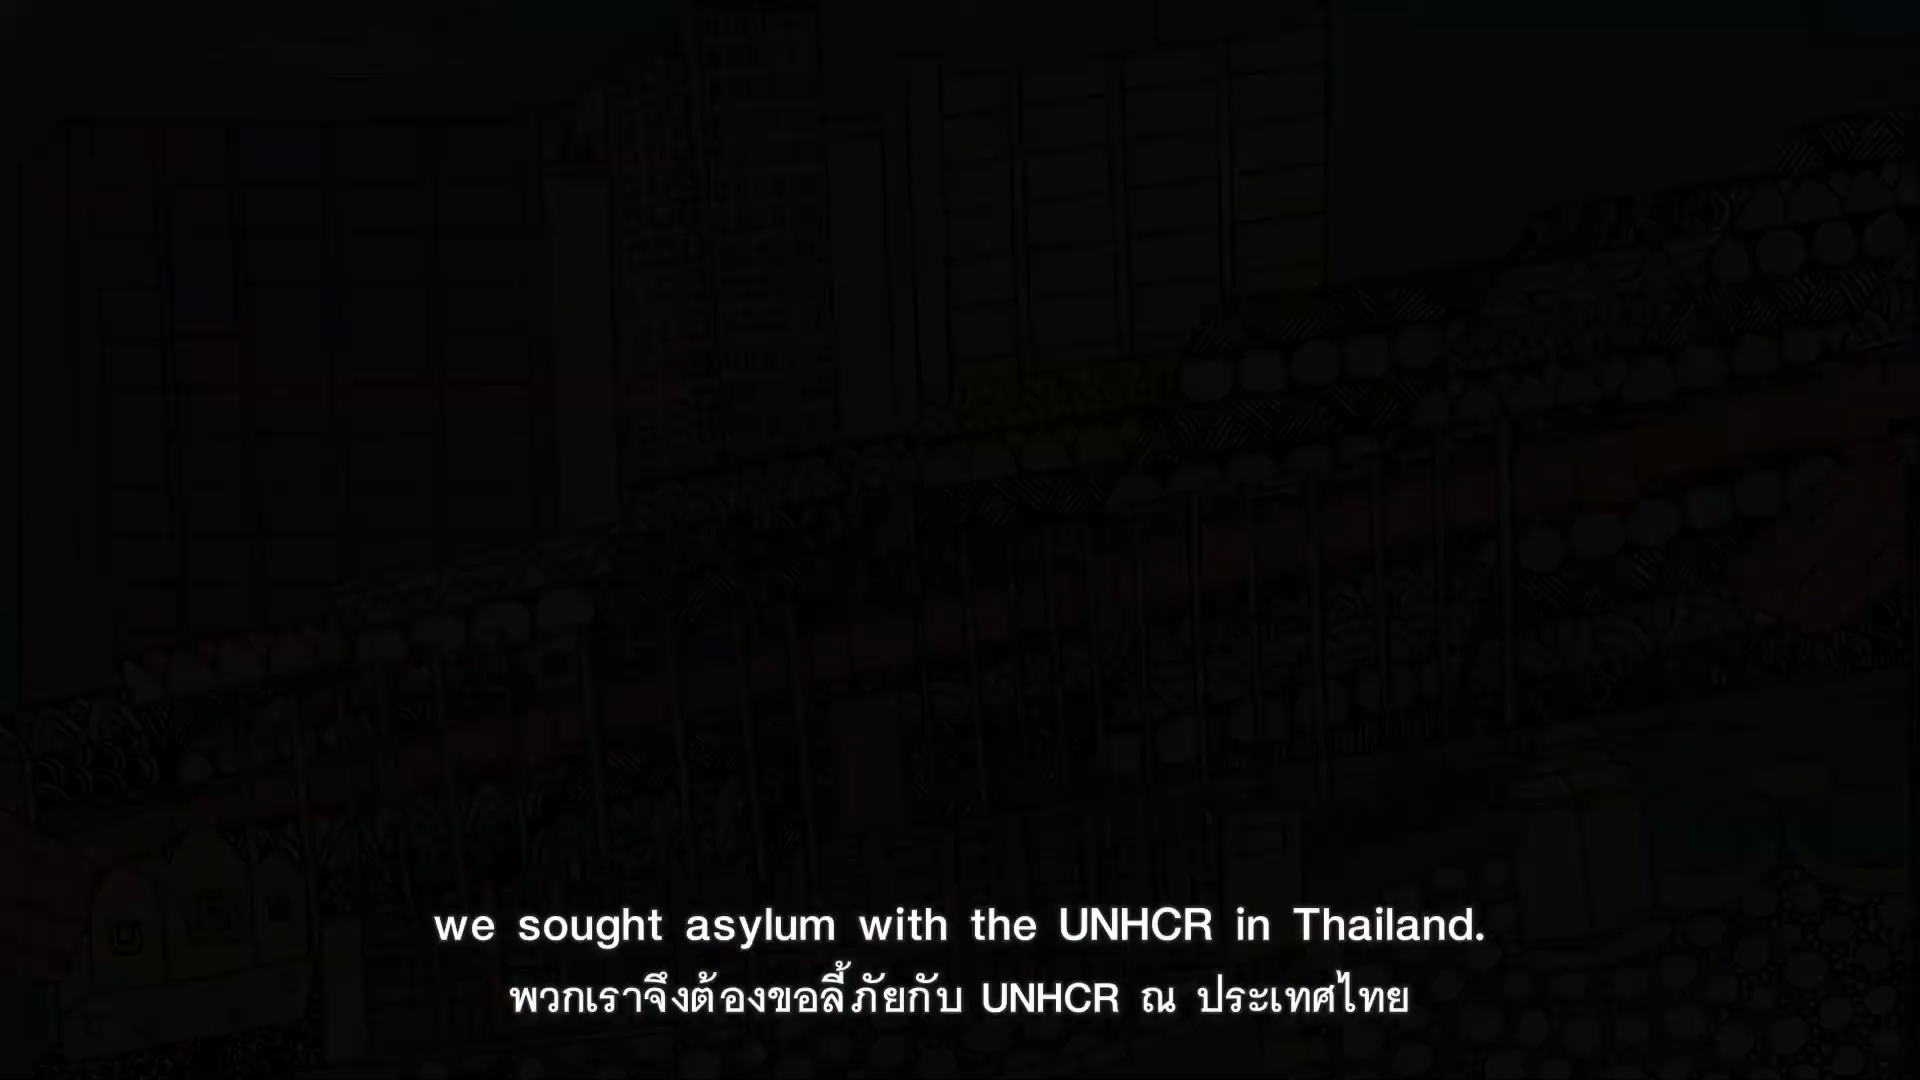 we sought asylum with the UNHCR in Thailand.
พวกเราจึงต้องขอลี้ภัยกับ UNHCR ณ ประเทศไทย